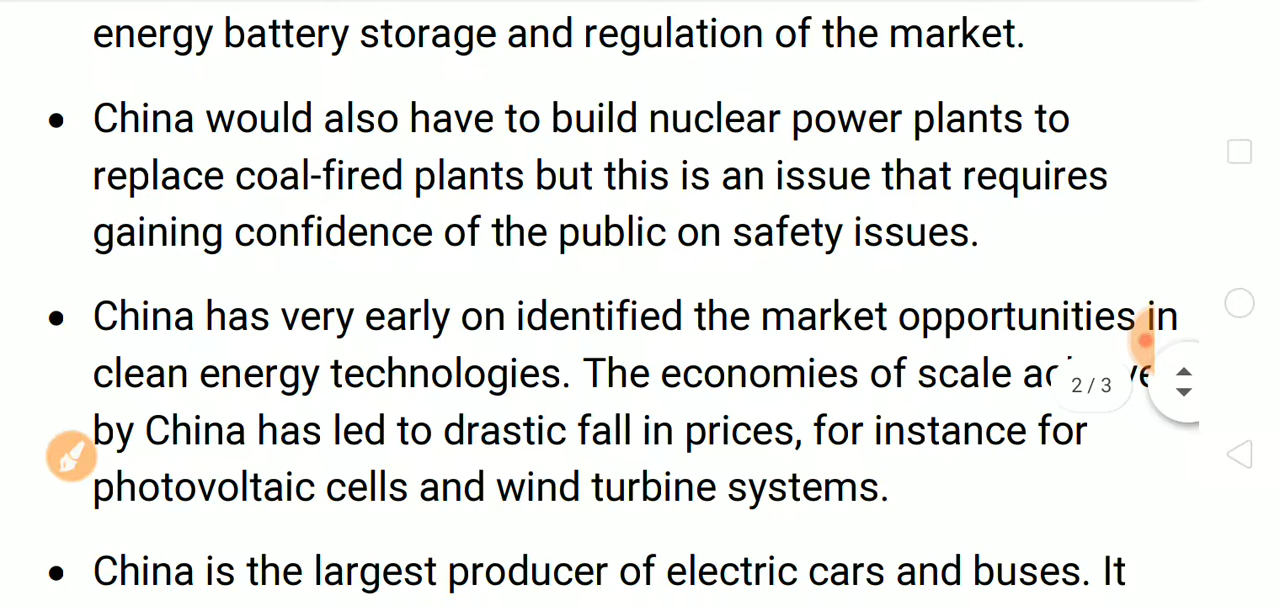 energy battery storage and regulation of the market.
• China would also have to build nuclear power plants to
replace coal-fired plants but this is an issue that requires
gaining confidence of the public on safety issues.
• China has very early on identified the market opportunities in
clean energy technologies. The economies of scale
2 / 3
by China has led to drastic fall in prices, for instance for
photovoltaic cells and wind turbine systems.
• China is the largest producer of electric cars and buses. It